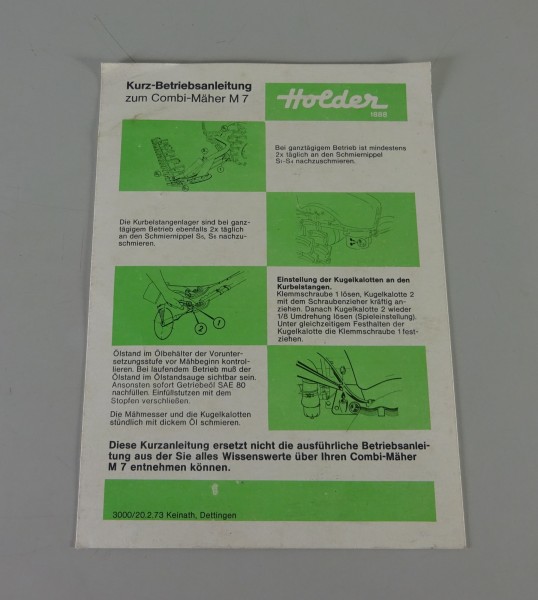 Kurz-Betriebsanleitung
zum Combi-Mäher M 7
Holder
1888
Bei ganztägigem Betrieb ist mindestens
2x täglich an den Schmiernippel
S₁-S₄ nachzuschmieren.
Die Kurbelstangenlager sind bei ganz-
tägigem Betrieb ebenfalls 2x täglich
an den Schmiernippel S₅, S₆ nachzu-
schmieren.
Einstellung der Kugelkalotten an den
Kurbelstangen.
Klemmschraube 1 lösen, Kugelkalotte 2
mit dem Schraubenzieher kräftig an-
ziehen. Danach Kugelkalotte 2 wieder
1/8 Umdrehung lösen (Spieleinstellung).
Unter gleichzeitigem Festhalten der
Kugelkalotte die Klemmschraube 1 fest-
ziehen.
2 1
Ölstand im Ölbehälter der Vorunter-
setzungsstufe vor Mähbeginn kontrol-
lieren. Bei laufendem Betrieb muß der
Ölstand im Ölstandsauge sichtbar sein.
Ansonsten sofort Getriebeöl SAE 80
nachfüllen. Einfüllstutzen mit dem
Stopfen verschließen.
Die Mähmesser und die Kugelkalotten
stündlich mit dickem Öl schmieren.
Diese Kurzanleitung ersetzt nicht die ausführliche Betriebsanlei-
tung aus der Sie alles Wissenswerte über Ihren Combi-Mäher
M 7 entnehmen können.
3000/20.2.73 Keinath, Dettingen